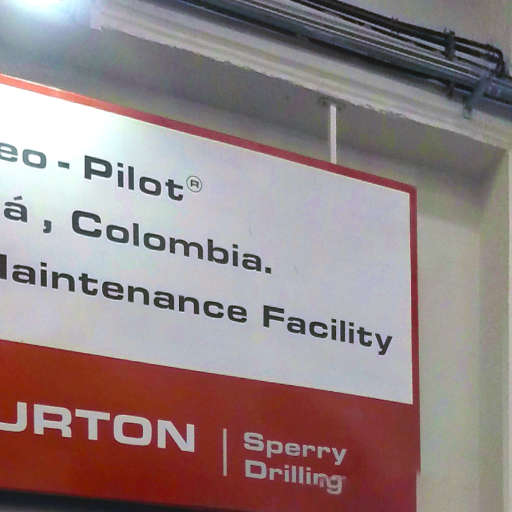 eo - Pilot®
á , Colombia.
Maintenance Facility
URTON | Sperry
Drilling